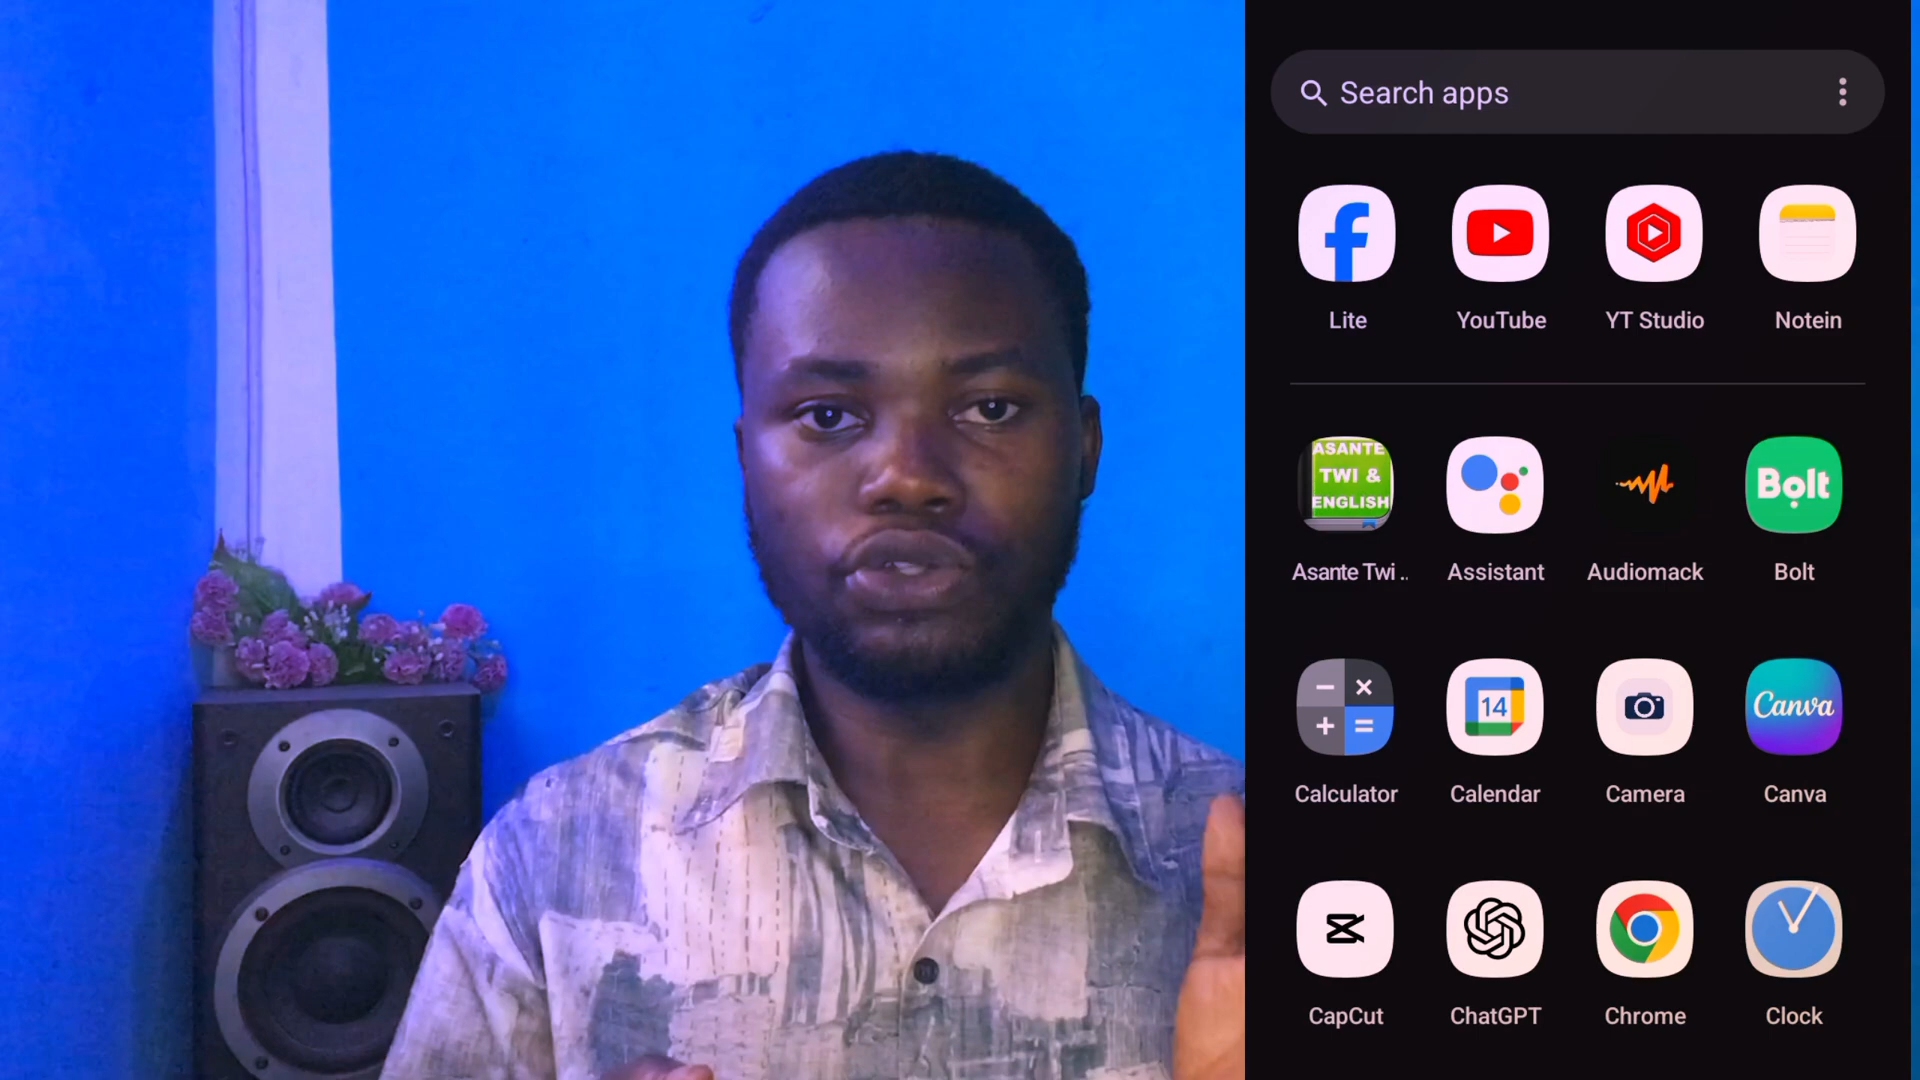 Search apps
Lite
YouTube
YT Studio
Notein
ASANTE
TWI &
ENGLISH
Bolt
Asante Twi ..
Assistant
Audiomack
Bolt
14
Canva
Calculator
Calendar
Camera
Canva
CapCut
ChatGPT
Chrome
Clock